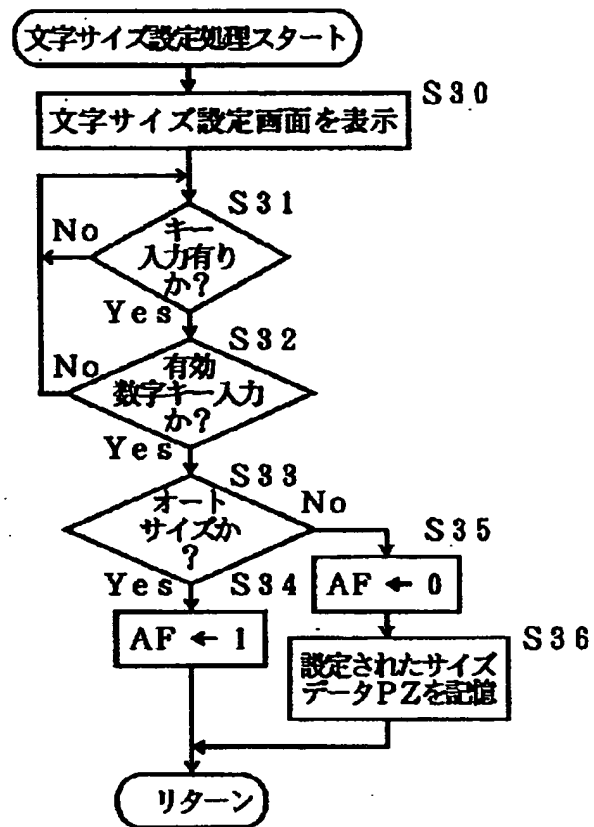 文字サイズ設定処理スタート
S30
文字サイズ設定画面を表示
S31
No
キー
入力有り
か?
Yes
S32
No
有効
数字キー入力
か?
Yes
S33
オート
サイズか
?
No
Yes
S34
AF ← 1
S35
AF ← 0
S36
設定されたサイズ
データPZを記憶
リターン